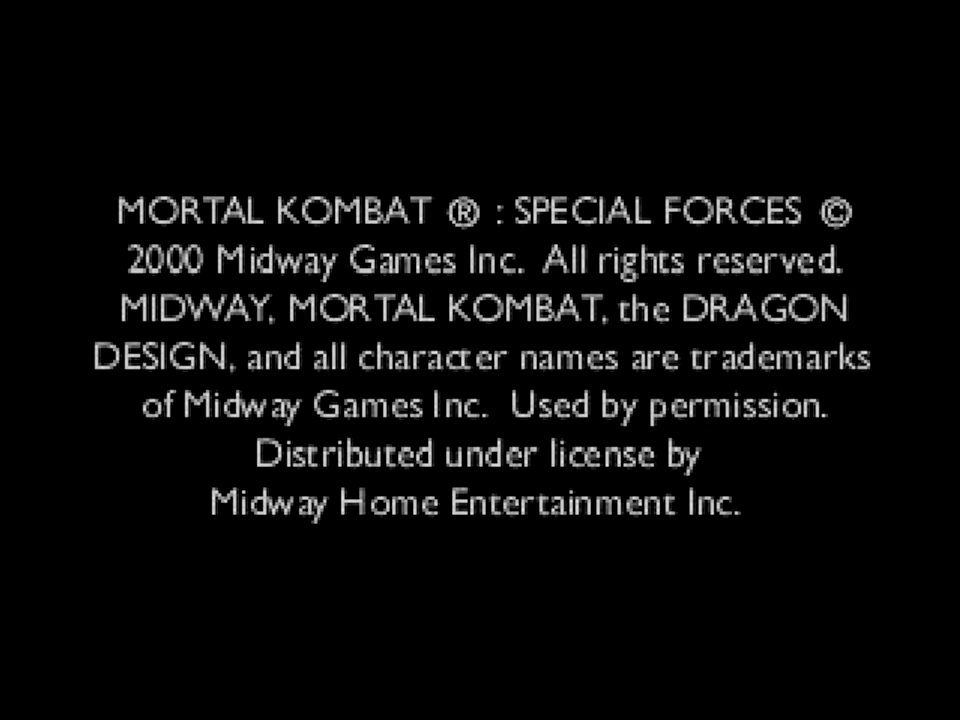 MORTAL KOMBAT ® : SPECIAL FORCES ©
2000 Midway Games Inc.  All rights reserved.
MIDWAY, MORTAL KOMBAT, the DRAGON
DESIGN, and all character names are trademarks
of Midway Games Inc.  Used by permission.
Distributed under license by
Midway Home Entertainment Inc.